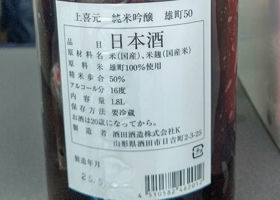 上喜元 純米吟醸 雄町50
日本酒
原材料名 米(国産)、米麹(国産米)
原料米 雄町100%使用
精米歩合 50%
アルコール分 16度
内容量 1.8L
保存方法 要冷蔵
お酒は20歳になってから。
製造者 酒田酒造株式会社K
山形県酒田市日吉町2-3-25
製造年月